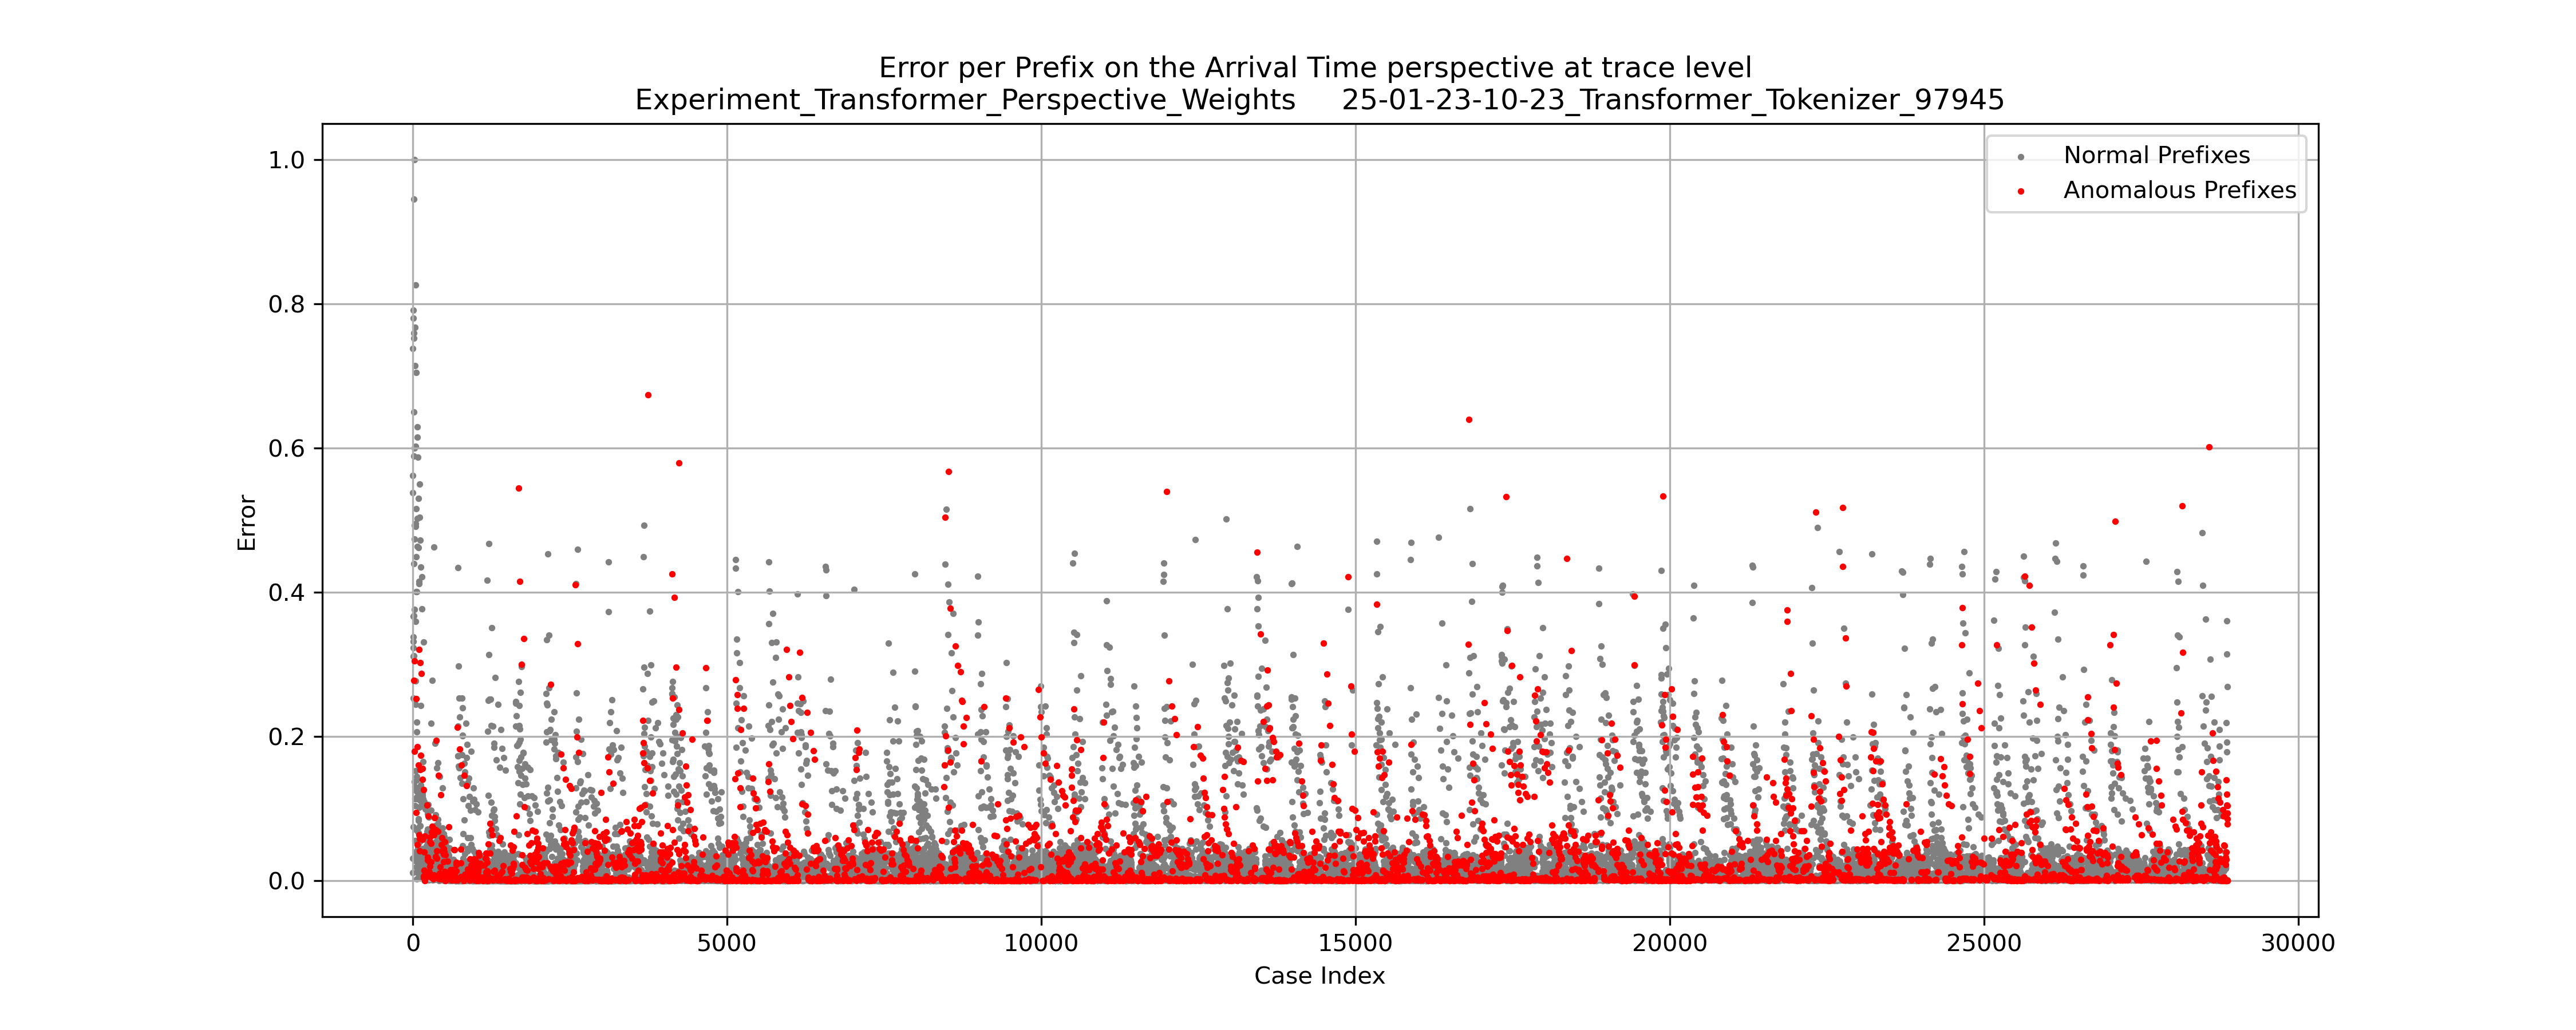 Error per Prefix on the Arrival Time perspective at trace level
Experiment_Transformer_Perspective_Weights 25-01-23-10-23_Transformer_Tokenizer_97945
Normal Prefixes
Anomalous Prefixes
Error
1.0
0.8
0.6
0.4
0.2
0.0
0 5000 10000 15000 20000 25000 30000
Case Index